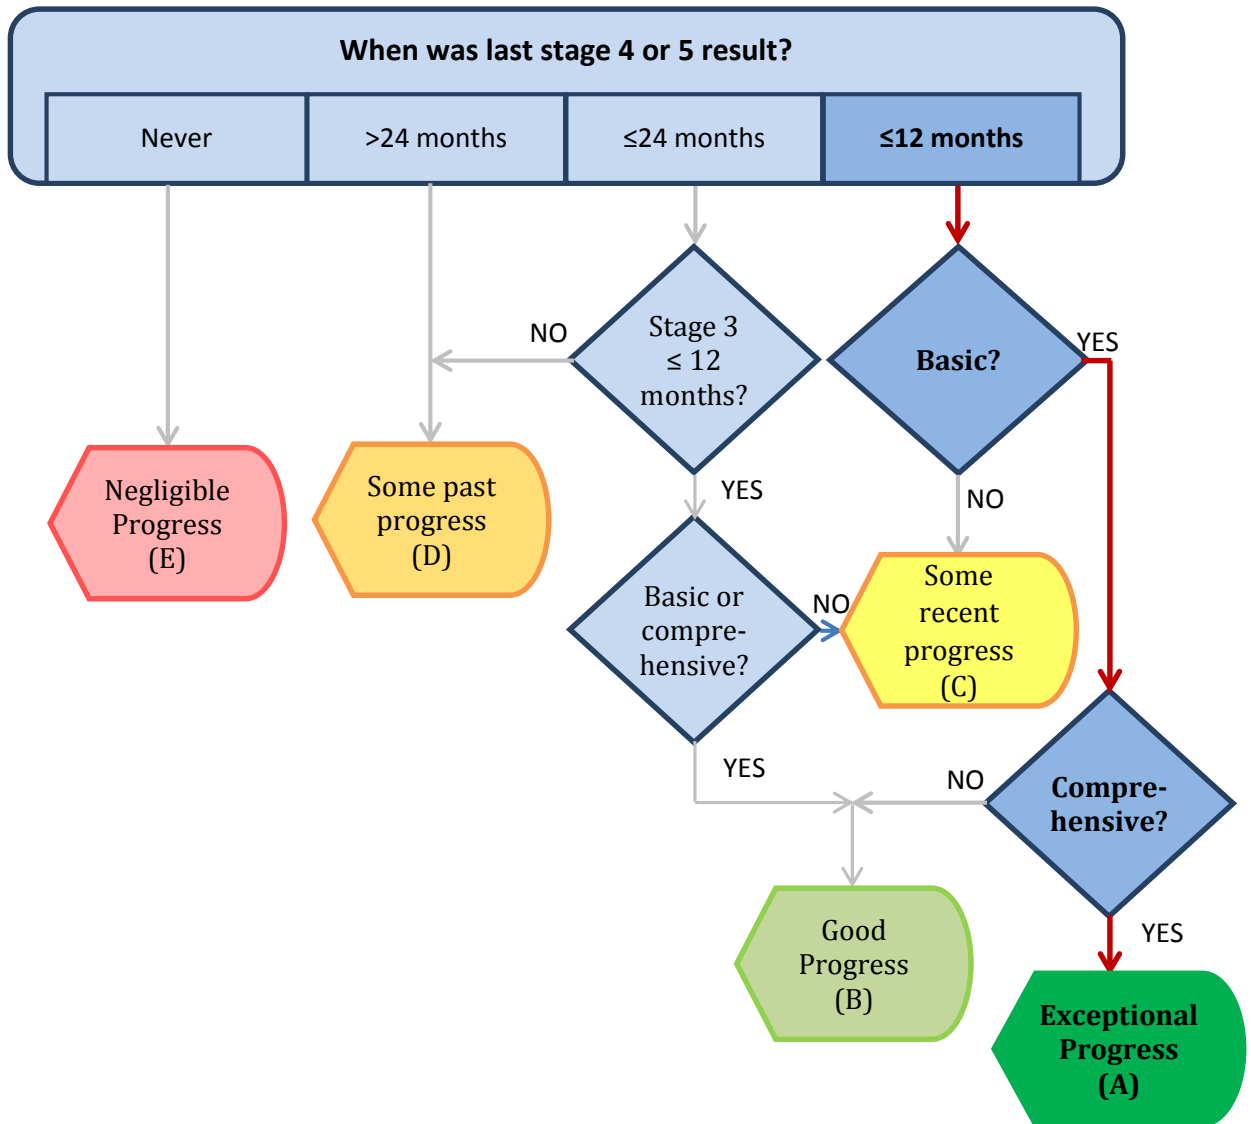 When was last stage 4 or 5 result?
Never
>24 months
≤24 months
≤12 months
NO
Stage 3
≤ 12
months?
Basic?
YES
Negligible
Progress
(E)
Some past
progress
(D)
YES
NO
Basic or
compre-
hensive?
NO
Some
recent
progress
(C)
YES
NO
Compre-
hensive?
Good
Progress
(B)
YES
Exceptional
Progress
(A)